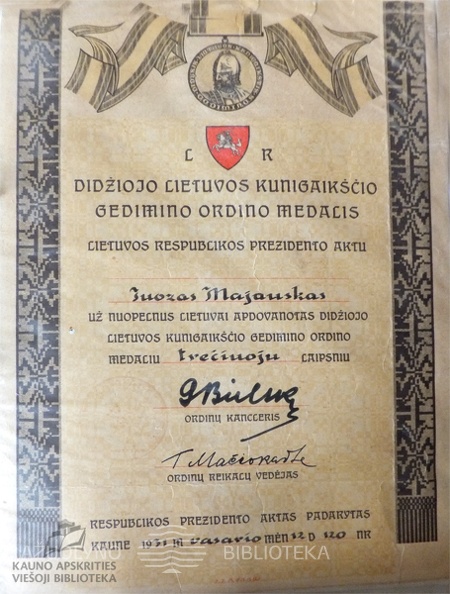 L R
DIDŽIOJO LIETUVOS KUNIGAIKŠČIO
GEDIMINO ORDINO MEDALIS
LIETUVOS RESPUBLIKOS PREZIDENTO AKTU
Juozas Majauskas
UŽ NUOPELNUS LIETUVAI APDOVANOTAS DIDŽIOJO
LIETUVOS KUNIGAIKŠČIO GEDIMINO ORDINO
MEDALIU trečiuoju LAIPSNIU
ORDINŲ KANCLERIS
ORDINŲ REIKALŲ VEDĖJAS
RESPUBLIKOS PREZIDENTO AKTAS PADARYTAS
KAUNE 1931 M vasario MĖN 12 D 120 NR
KAUNO APSKRITIES
VIEŠOJI BIBLIOTEKA
BIBLIOTEKA